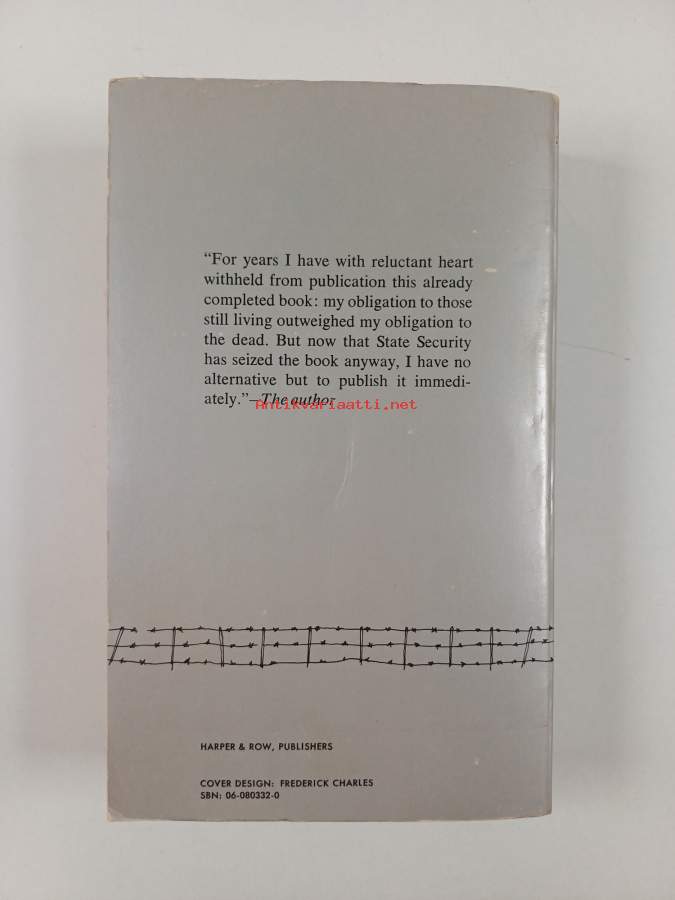 “For years I have with reluctant heart
withheld from publication this already
completed book: my obligation to those
still living outweighed my obligation to
the dead. But now that State Security
has seized the book anyway, I have no
alternative but to publish it immedi-
ately.”—The author
Antikvariaatti.net
HARPER & ROW, PUBLISHERS
COVER DESIGN: FREDERICK CHARLES
SBN: 06-080332-0